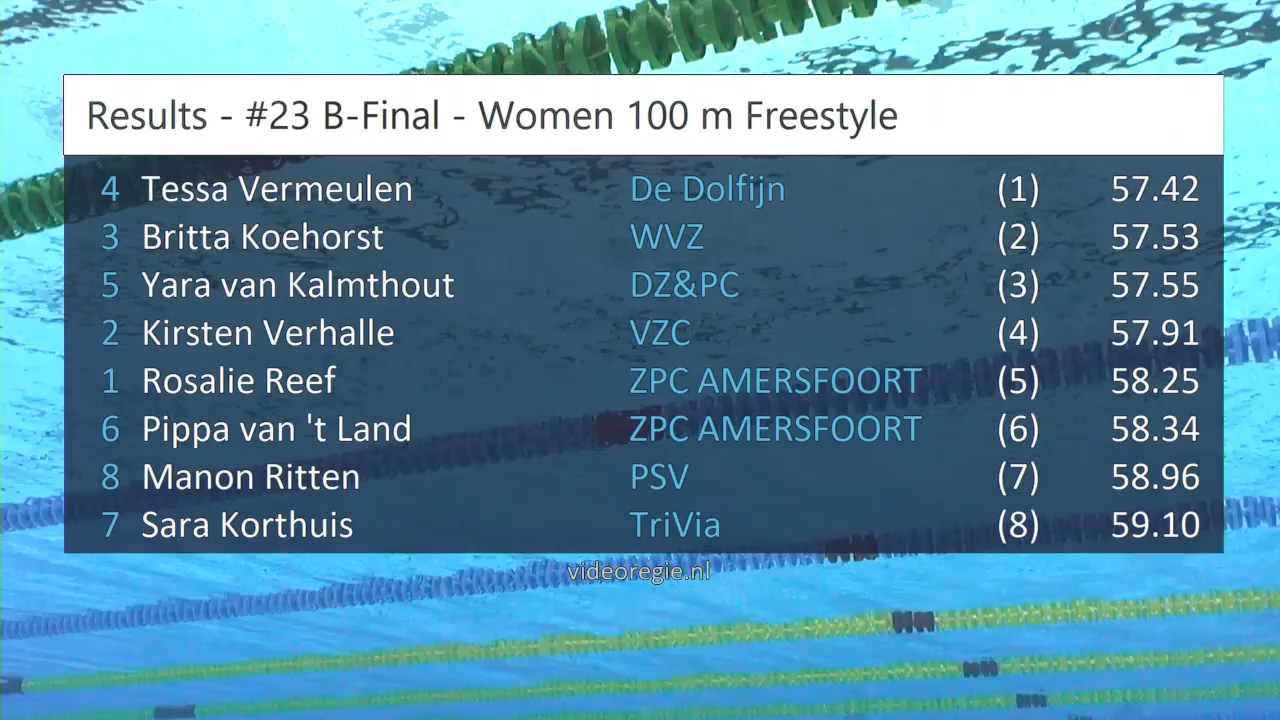 Results - #23 B-Final - Women 100 m Freestyle
4 Tessa Vermeulen De Dolfijn (1) 57.42
3 Britta Koehorst WVZ (2) 57.53
5 Yara van Kalmthout DZ&PC (3) 57.55
2 Kirsten Verhalle VZC (4) 57.91
1 Rosalie Reef ZPC AMERSFOORT (5) 58.25
6 Pippa van 't Land ZPC AMERSFOORT (6) 58.34
8 Manon Ritten PSV (7) 58.96
7 Sara Korthuis TriVia (8) 59.10
videoregie.nl